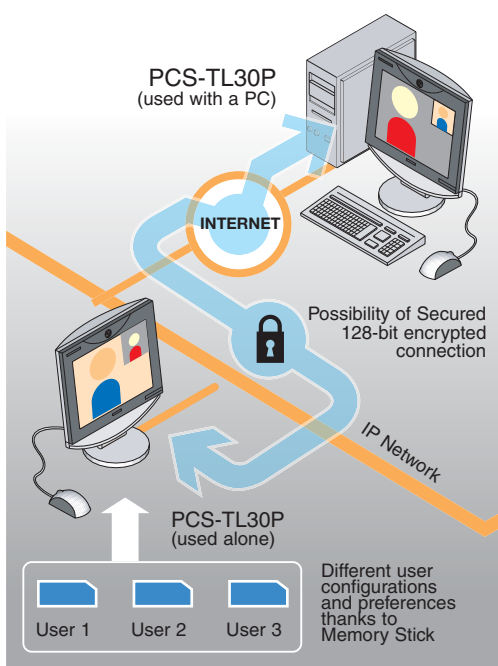 PCS-TL30P
(used with a PC)
INTERNET
Possibility of Secured
128-bit encrypted
connection
IP Network
PCS-TL30P
(used alone)
User 1
User 2
User 3
Different user
configurations
and preferences
thanks to
Memory Stick